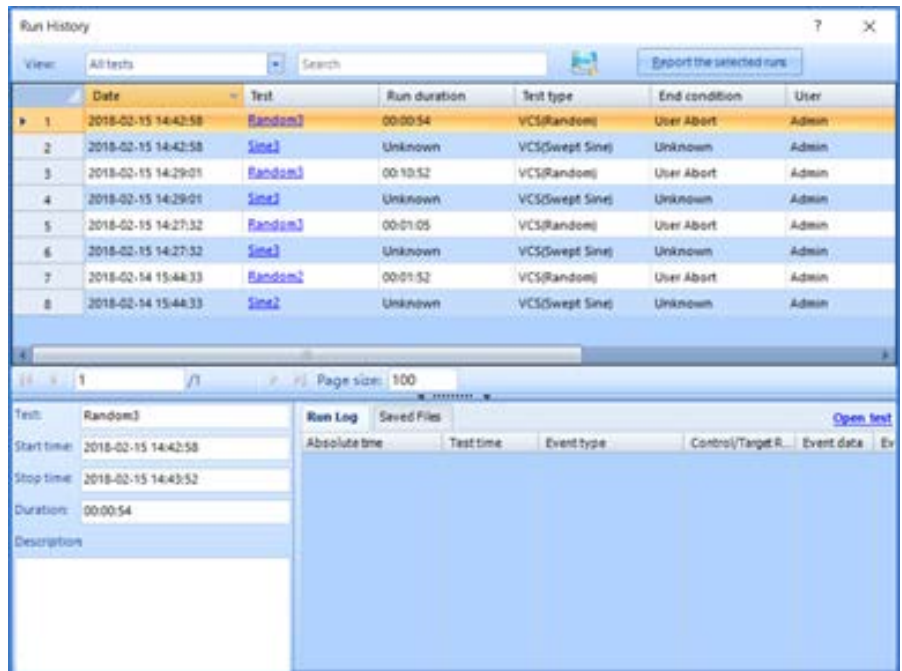 Run History ? ×
View: All tests Search Report the selected runs
Date Test Run duration Test type End condition User
1 2018-02-15 14:42:58 Random3 00:00:54 VCS(Random) User Abort Admin
2 2018-02-15 14:42:58 Sine3 Unknown VCS(Swept Sine) Unknown Admin
3 2018-02-15 14:29:01 Random3 00:10:52 VCS(Random) User Abort Admin
4 2018-02-15 14:29:01 Sine3 Unknown VCS(Swept Sine) Unknown Admin
5 2018-02-15 14:27:32 Random3 00:01:05 VCS(Random) User Abort Admin
6 2018-02-15 14:27:32 Sine3 Unknown VCS(Swept Sine) Unknown Admin
7 2018-02-14 15:44:33 Random2 00:01:52 VCS(Random) User Abort Admin
8 2018-02-14 15:44:33 Sine2 Unknown VCS(Swept Sine) Unknown Admin
1 /1 Page size: 100
Test: Random3
Start time: 2018-02-15 14:42:58
Stop time: 2018-02-15 14:43:52
Duration: 00:00:54
Description
Run Log Saved Files Open test
Absolute time Test time Event type Control/Target R... Event data Ev